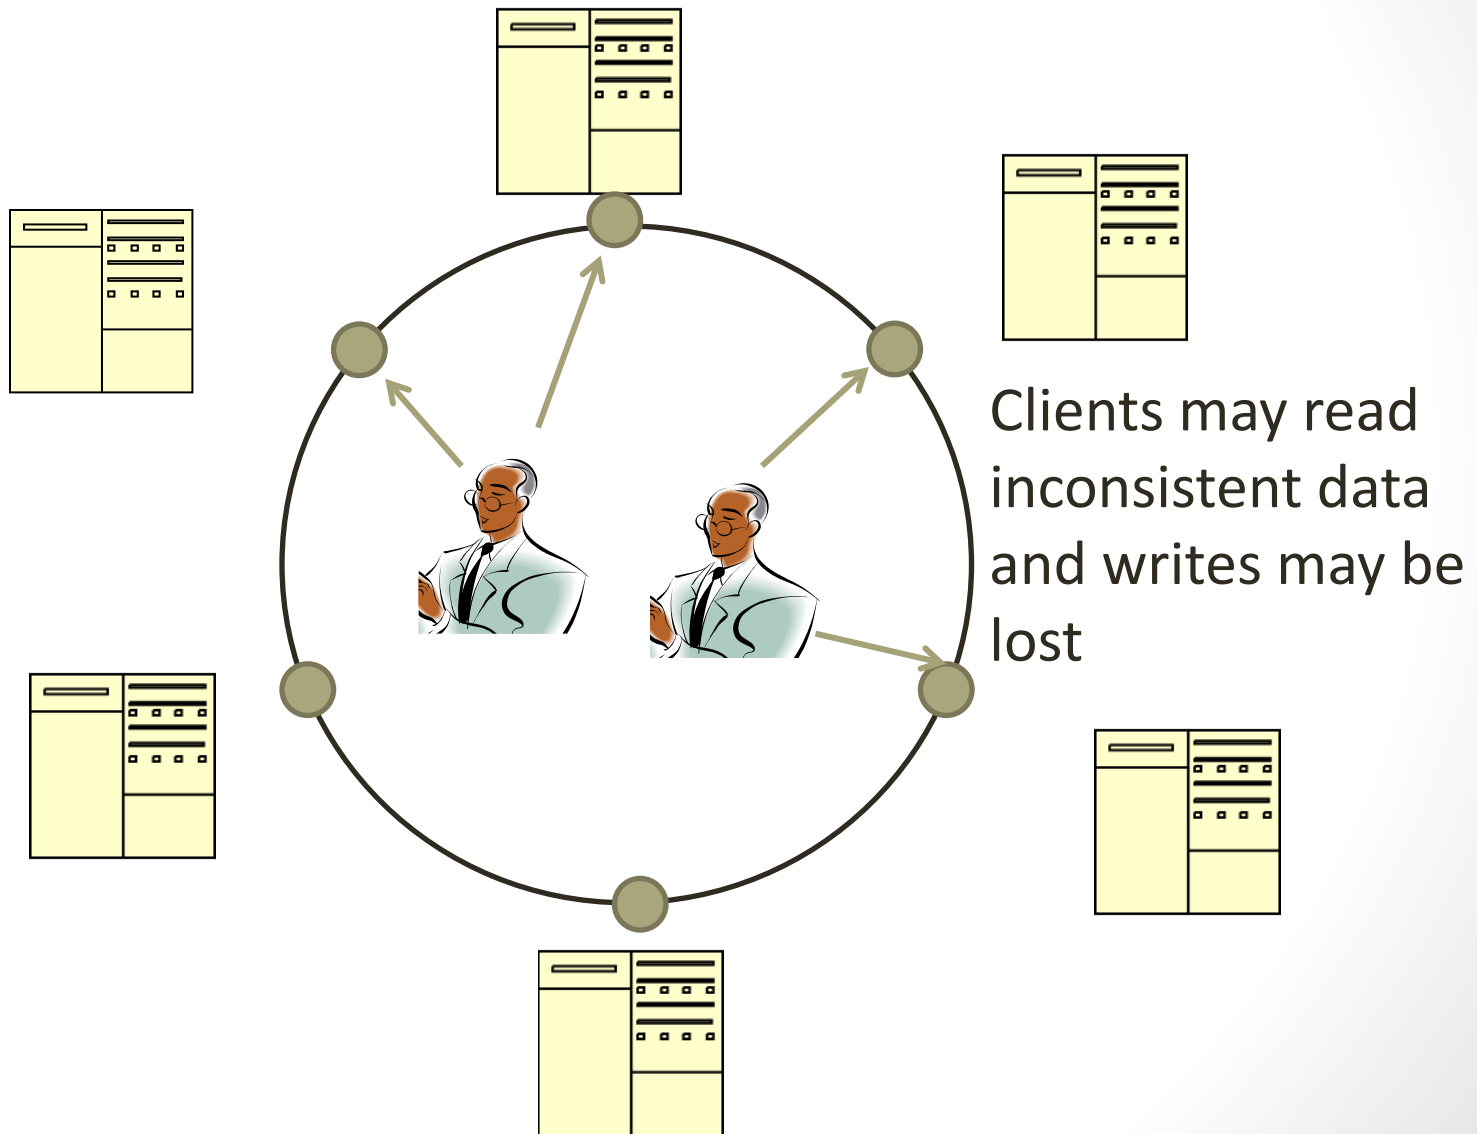 Clients may read
inconsistent data
and writes may be
lost